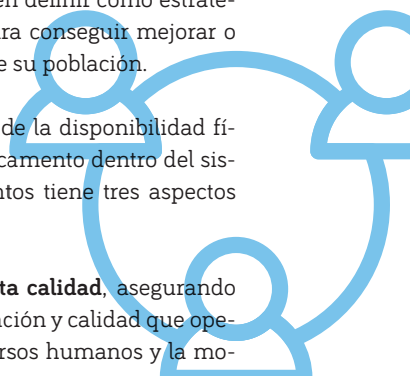 en definir como estrate-
ra conseguir mejorar o
e su población.
de la disponibilidad fí-
camento dentro del sis-
ntos tiene tres aspectos
ta calidad, asegurando
ación y calidad que ope-
rsos humanos y la mo-